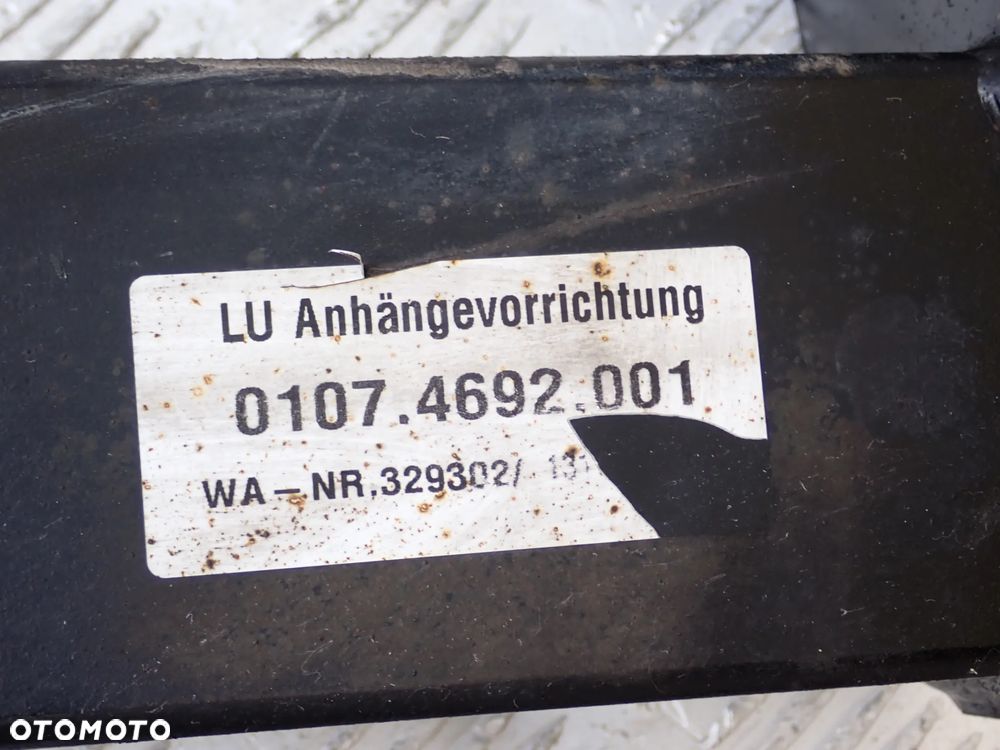 LU Anhängevorrichtung
0107.4692.001
WA-NR.329302/
OTOMOTO